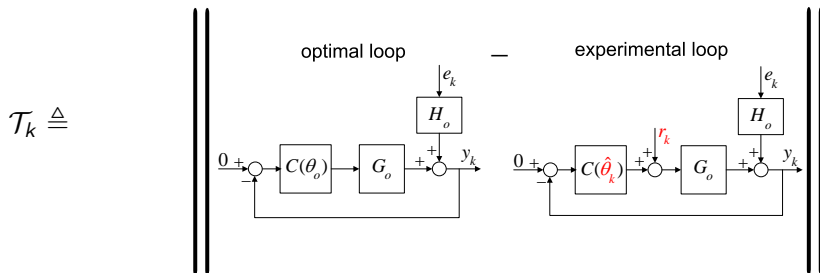 𝒯ₖ ≜
optimal loop
−
experimental loop
eₖ
Hₒ
+
0 +
−
C(θₒ)
Gₒ
+
yₖ
eₖ
Hₒ
rₖ
+
+
0 +
−
C(θ̂ₖ)
+
Gₒ
+
yₖ